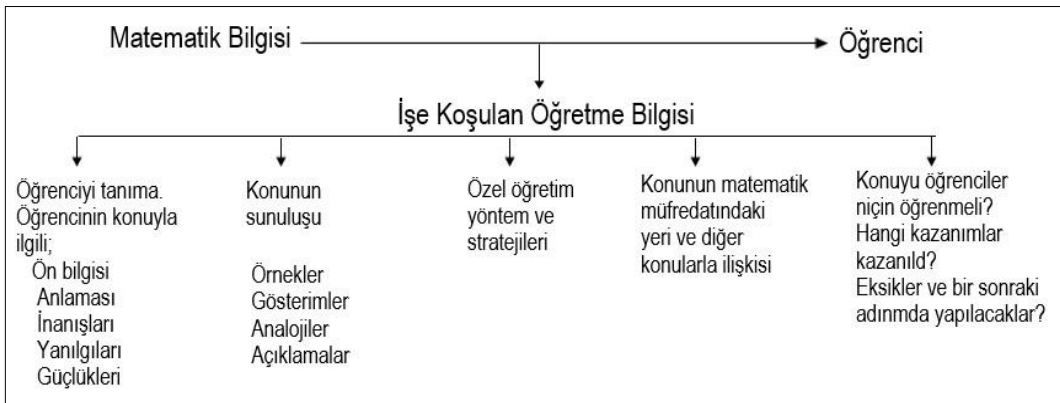 Matematik Bilgisi
Öğrenci
İşe Koşulan Öğretme Bilgisi
Öğrenciyi tanıma.
Öğrencinin konuyla
ilgili;
Ön bilgisi
Anlaması
İnanışları
Yanılgıları
Güçlükleri
Konunun
sunuluşu
Örnekler
Gösterimler
Analojiler
Açıklamalar
Özel öğretim
yöntem ve
stratejileri
Konunun matematik
müfredatındaki
yeri ve diğer
konularla ilişkisi
Konuyu öğrenciler
niçin öğrenmeli?
Hangi kazanımlar
kazanıld?
Eksikler ve bir sonraki
adınmda yapılacaklar?